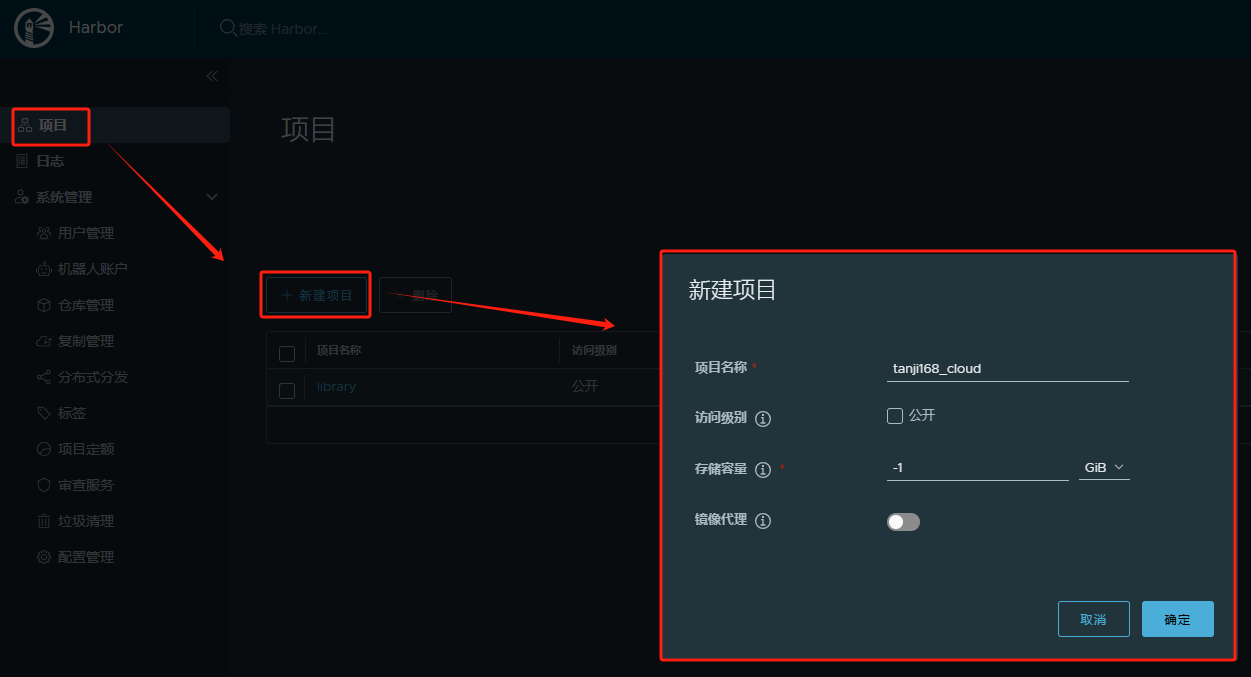 Harbor
搜索 Harbor...
项目
日志
系统管理
用户管理
机器人账户
仓库管理
复制管理
分布式分发
标签
项目定额
审查服务
垃圾清理
配置管理
项目
新建项目
删除
项目名称
访问级别
library
公开
新建项目
项目名称 *
tanji168_cloud
访问级别
公开
存储容量 *
-1
GiB
镜像代理
取消
确定